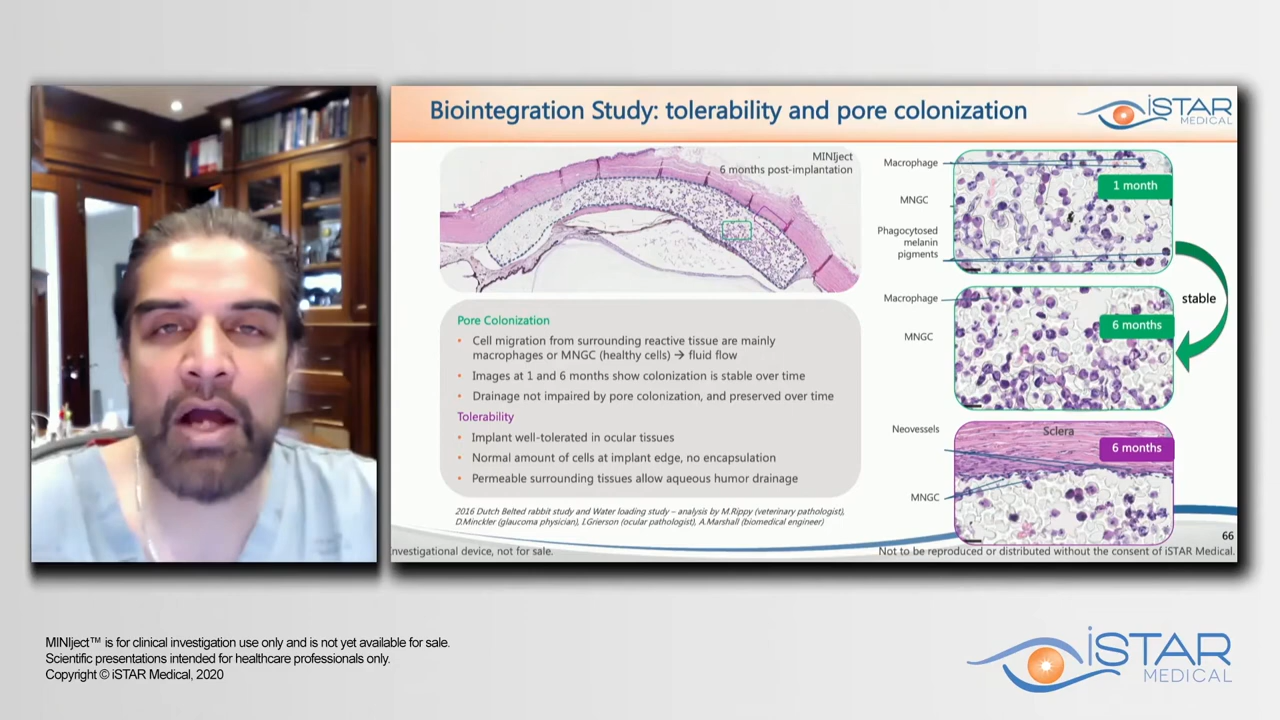 Biointegration Study: tolerability and pore colonization
iSTAR
MEDICAL
MINIject
6 months post-implantation
Macrophage
1 month
MNGC
Phagocytosed
melanin
pigments
stable
Macrophage
6 months
MNGC
Pore Colonization
• Cell migration from surrounding reactive tissue are mainly
macrophages or MNGC (healthy cells) → fluid flow
• Images at 1 and 6 months show colonization is stable over time
• Drainage not impaired by pore colonization, and preserved over time
Tolerability
• Implant well-tolerated in ocular tissues
• Normal amount of cells at implant edge, no encapsulation
• Permeable surrounding tissues allow aqueous humor drainage
Neovessels
Sclera
6 months
MNGC
2016 Dutch Belted rabbit study and Water loading study – analysis by M.Rippy (veterinary pathologist),
D.Minckler (glaucoma physician), I.Grierson (ocular pathologist), A.Marshall (biomedical engineer)
66
nvestigational device, not for sale.
Not to be reproduced or distributed without the consent of iSTAR Medical.
MINIject™ is for clinical investigation use only and is not yet available for sale.
Scientific presentations intended for healthcare professionals only.
Copyright © iSTAR Medical, 2020
iSTAR
MEDICAL